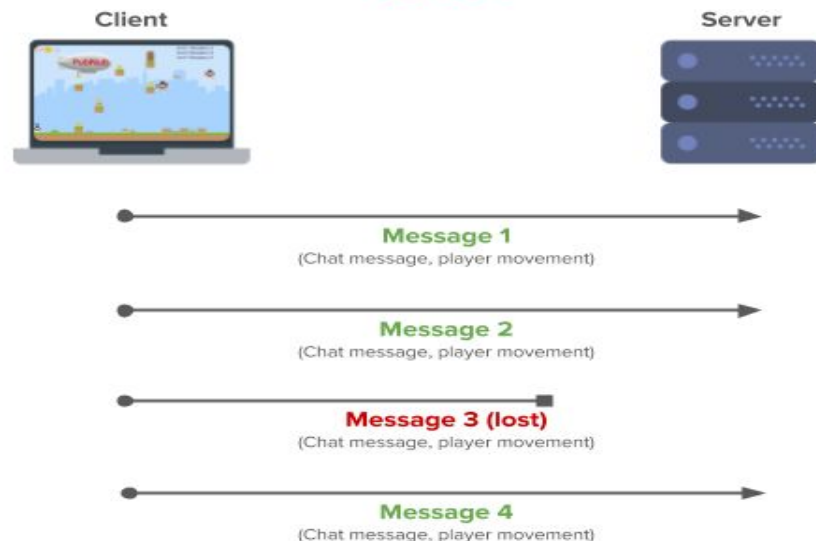 Client
Server
PubNub
Message 1
(Chat message, player movement)
Message 2
(Chat message, player movement)
Message 3 (lost)
(Chat message, player movement)
Message 4
(Chat message, player movement)